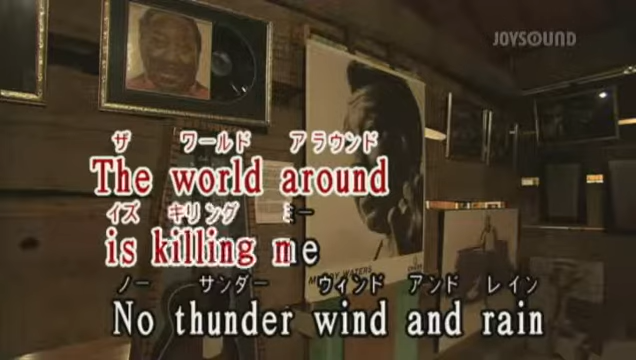 JOYSOUND
ザ ワールド アラウンド
The world around
イズ キリング ミー
is killing me
MUDDY WATERS
ノー サンダー ウィンド アンド レイン
No thunder wind and rain